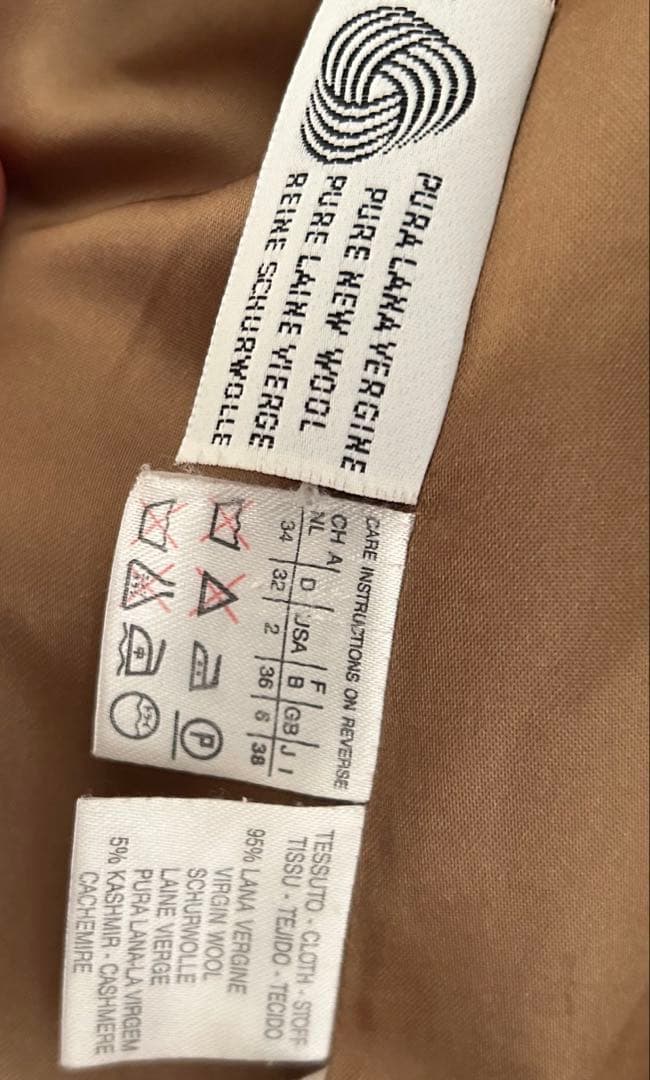 PURA LANA VERGINE
PURE NEW WOOL
PURE LAINE VIERGE
REINE SCHURWOLLE
CARE INSTRUCTIONS ON REVERSE
CH A F
NL D USA B GB J I
34 32 2 36 6 38
P
TESSUTO - CLOTH - STOFF
TISSU - TEJIDO - TECIDO
95% LANA VERGINE
VIRGIN WOOL
SCHURWOLLE
LAINE VIERGE
PURA LANA-LA VIRGEM
5% KASHMIR - CASHMERE
CACHEMIRE